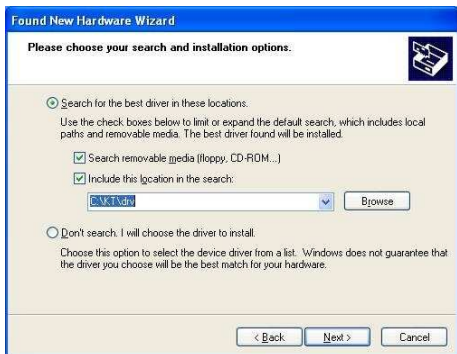 Found New Hardware Wizard
Please choose your search and installation options.
Search for the best driver in these locations.
Use the check boxes below to limit or expand the default search, which includes local
paths and removable media. The best driver found will be installed.
Search removable media (floppy, CD-ROM...)
Include this location in the search:
C:\KT\drv
Browse
Don't search. I will choose the driver to install.
Choose this option to select the device driver from a list. Windows does not guarantee that
the driver you choose will be the best match for your hardware.
< Back
Next >
Cancel